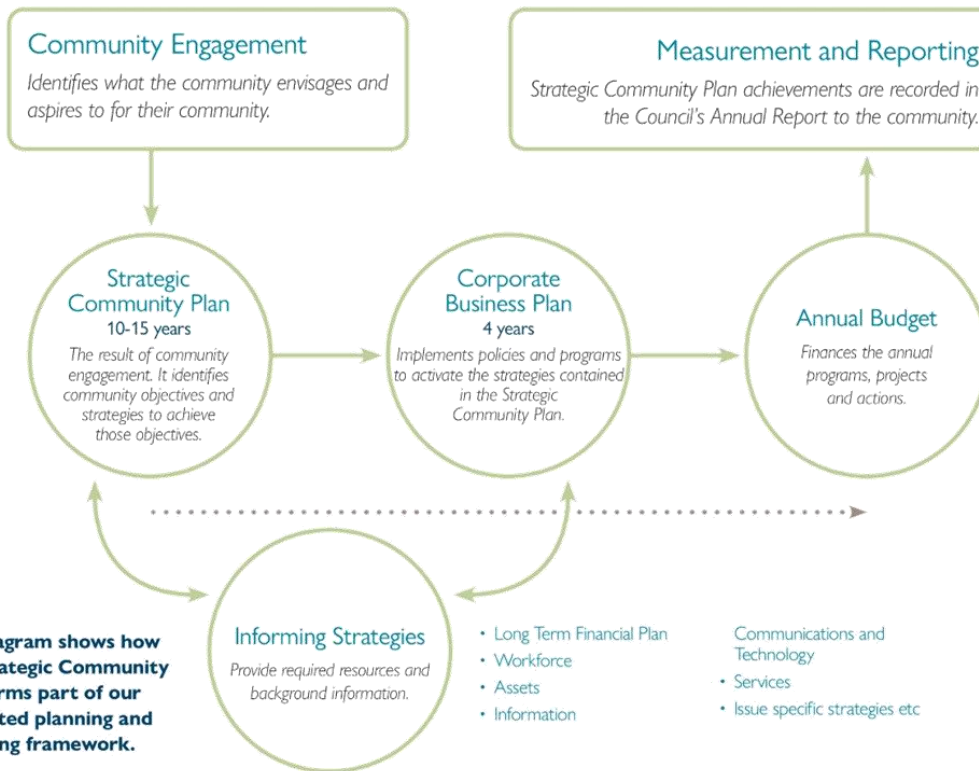 Community Engagement
Identifies what the community envisages and
aspires to for their community.
Measurement and Reporting
Strategic Community Plan achievements are recorded in
the Council's Annual Report to the community.
Strategic
Community Plan
10-15 years
The result of community
engagement. It identifies
community objectives and
strategies to achieve
those objectives.
Corporate
Business Plan
4 years
Implements policies and programs
to activate the strategies contained
in the Strategic
Community Plan.
Annual Budget
Finances the annual
programs, projects
and actions.
Informing Strategies
Provide required resources and
background information.
• Long Term Financial Plan
• Workforce
• Assets
• Information
Communications and
Technology
• Services
• Issue specific strategies etc
agram shows how
rategic Community
rms part of our
ted planning and
ng framework.